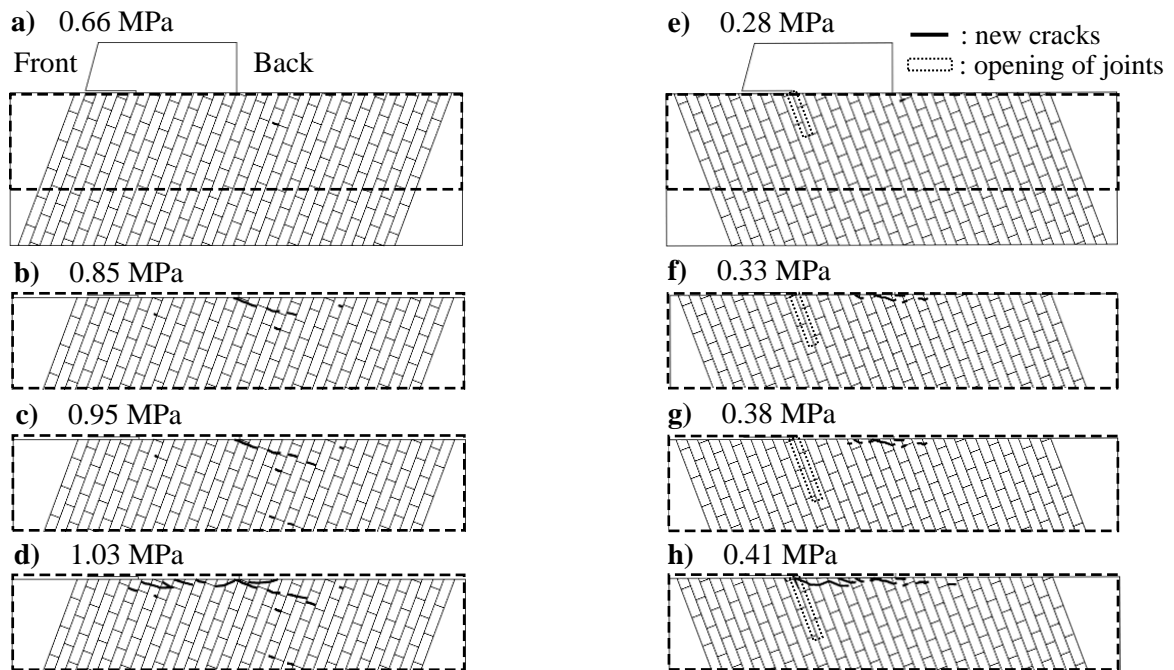 a) 0.66 MPa
Front Back
b) 0.85 MPa
c) 0.95 MPa
d) 1.03 MPa
e) 0.28 MPa
: new cracks
: opening of joints
f) 0.33 MPa
g) 0.38 MPa
h) 0.41 MPa